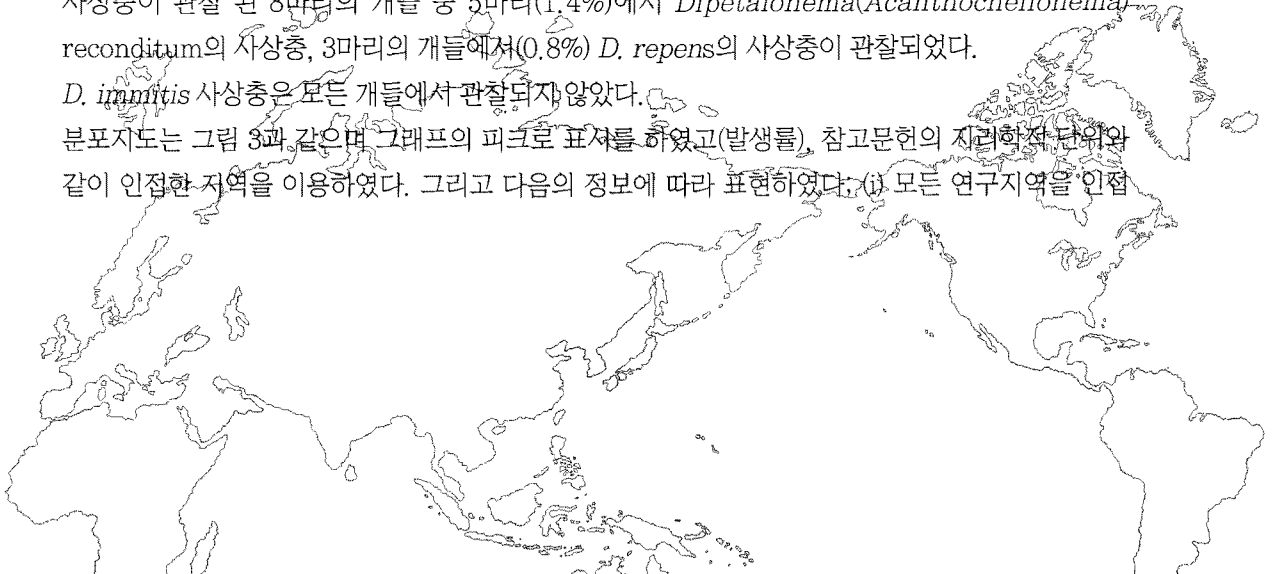 사상충이 관찰 된 8마리의 개들 중 5마리(1.4%)에서 Dipetalonema(Acanthocheilonema)
reconditum의 사상충, 3마리의 개들에서(0.8%) D. repens의 사상충이 관찰되었다.
D. immitis 사상충은 모든 개들에서 관찰되지 않았다.
분포지도는 그림 3과 같으며 그래프의 피크로 표시를 하였고(발생률), 참고문헌의 지리학적 단위와
같이 인접한 지역을 이용하였다. 그리고 다음의 정보에 따라 표현하였다; (i) 모든 연구지역을 인접